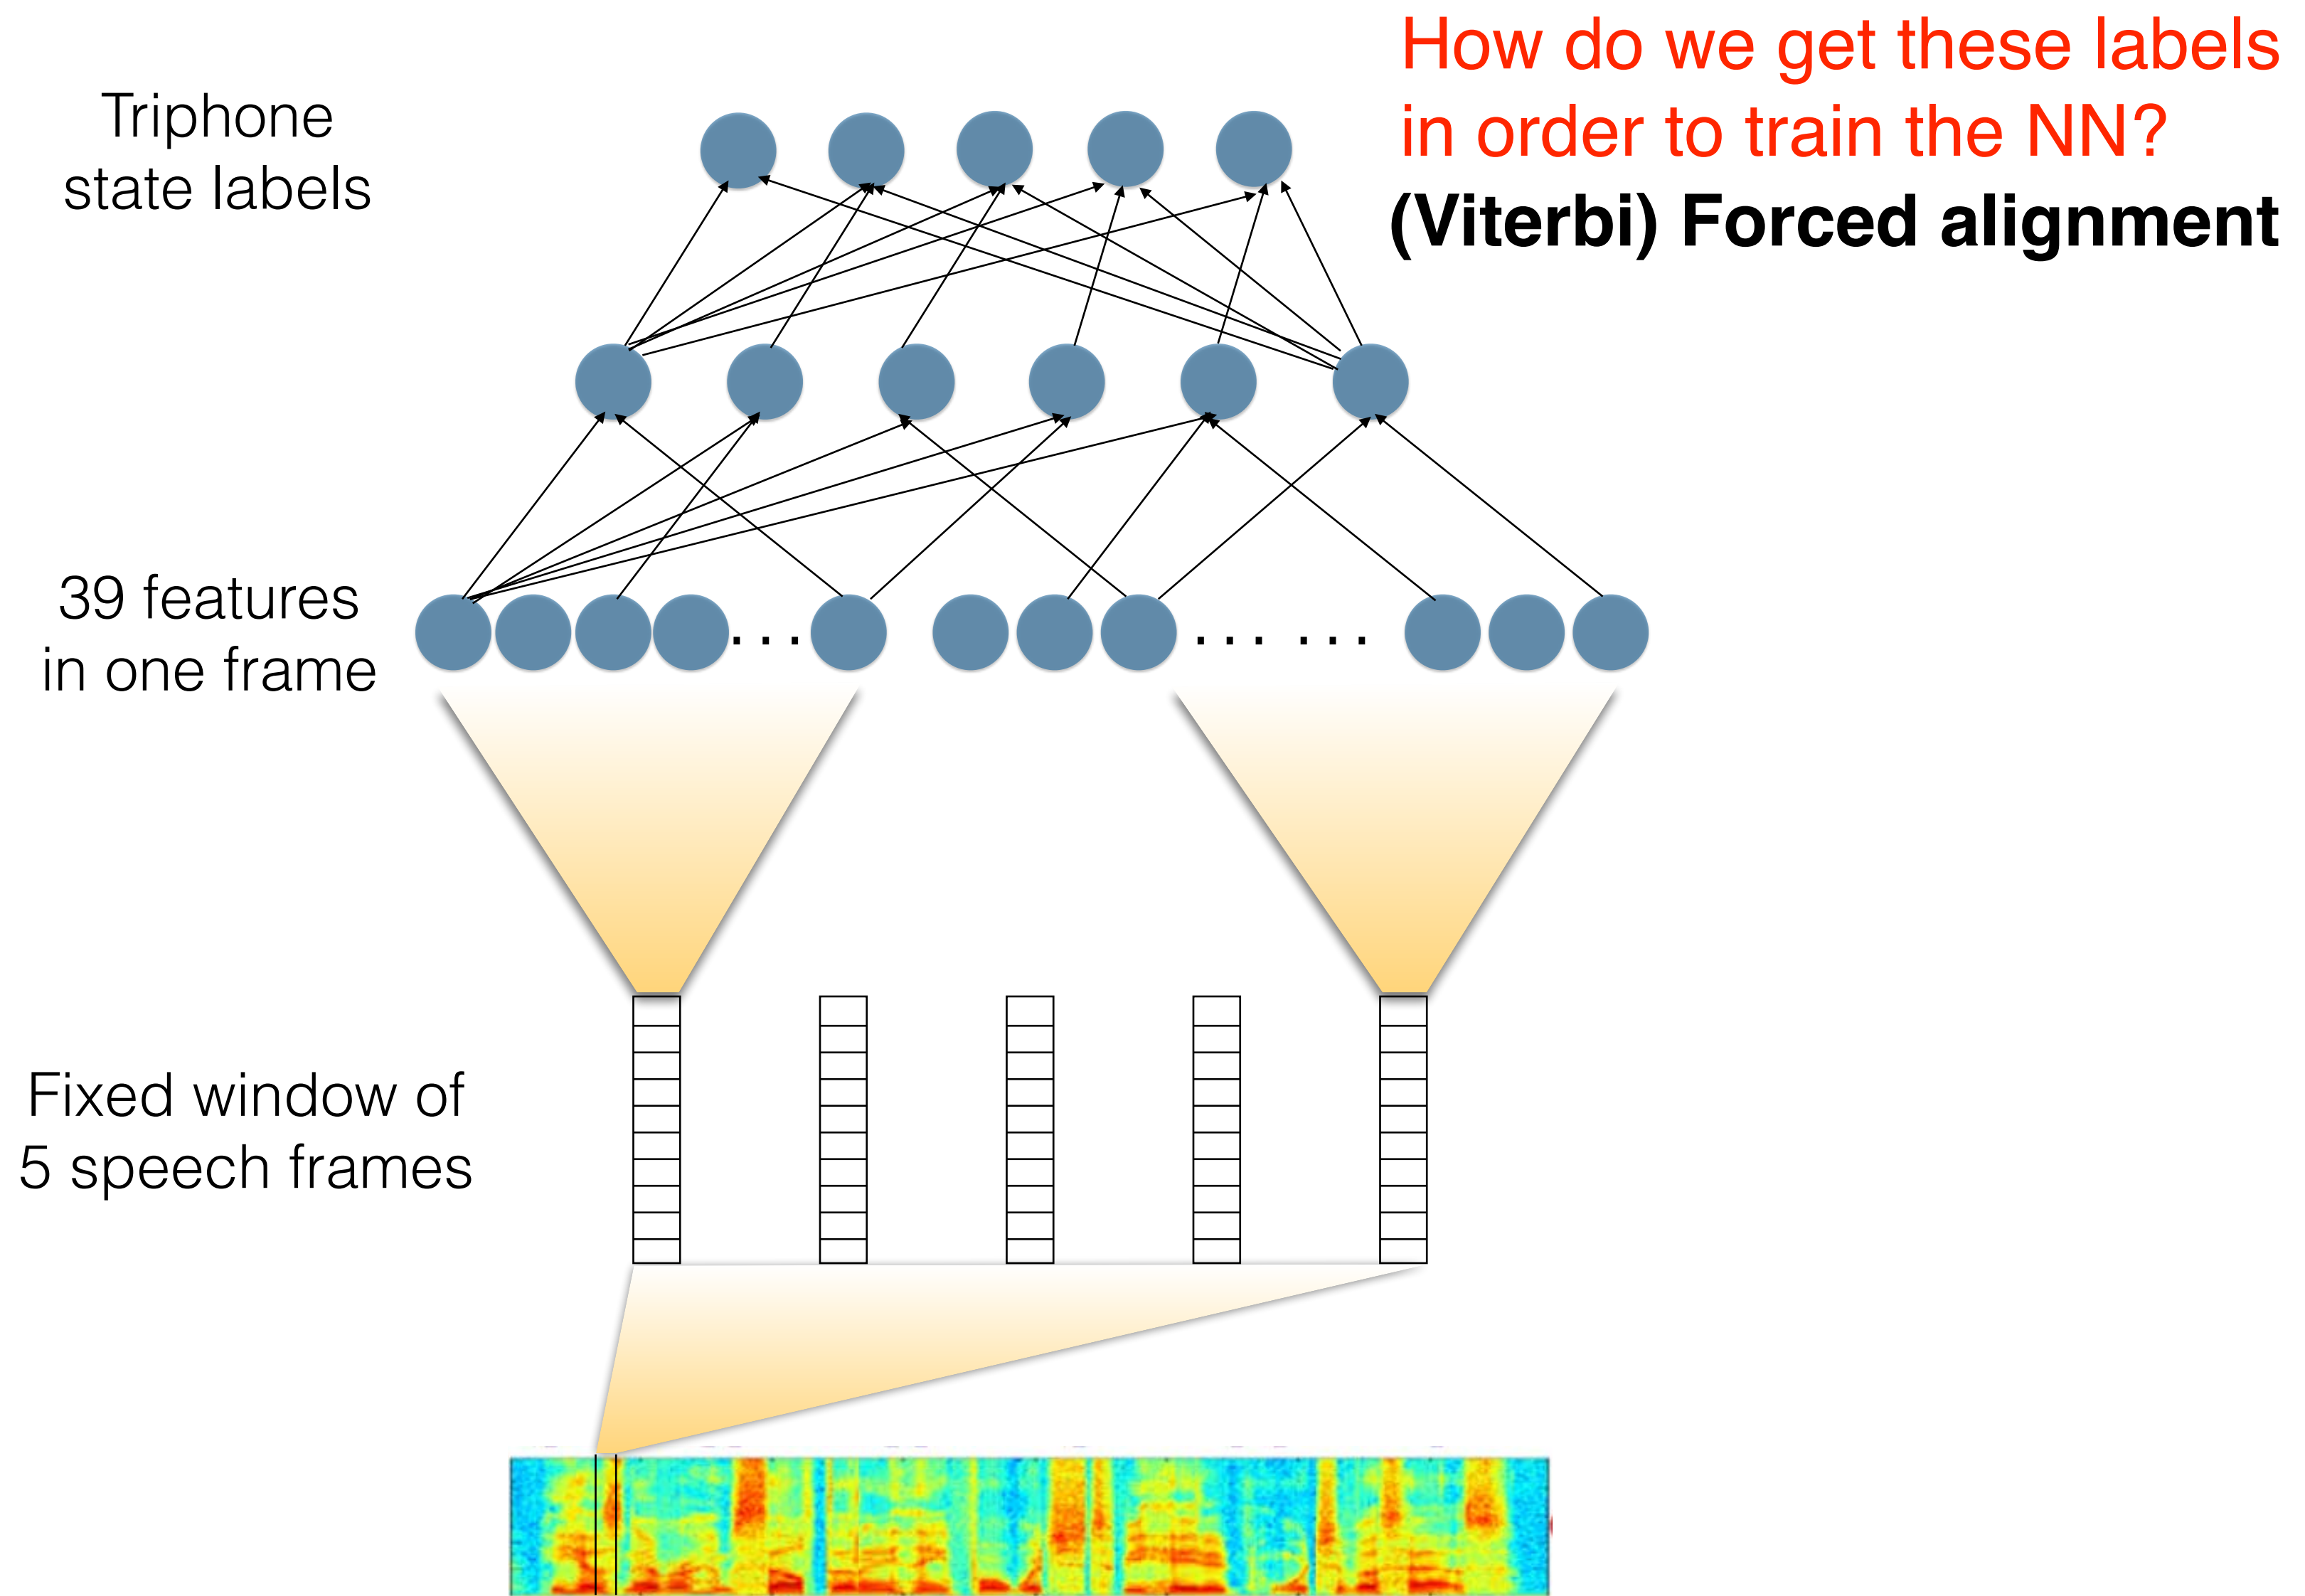 How do we get these labels
in order to train the NN?
(Viterbi) Forced alignment
Triphone
state labels
39 features
in one frame
... ... ...
Fixed window of
5 speech frames